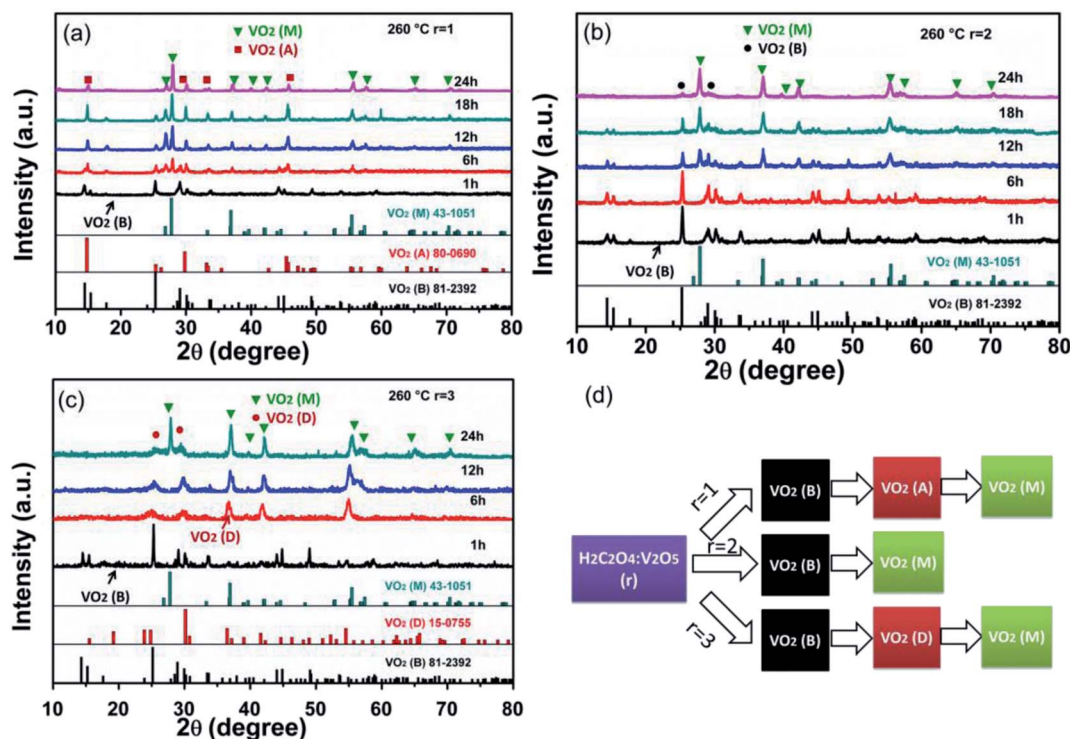 (a)
VO2 (M)
VO2 (A)
260 °C r=1
24h
18h
12h
6h
1h
VO2 (B)
VO2 (M) 43-1051
VO2 (A) 80-0690
VO2 (B) 81-2392
Intensity (a.u.)
10 20 30 40 50 60 70 80
2θ (degree)
(b)
260 °C r=2
VO2 (M)
VO2 (B)
24h
18h
12h
6h
1h
VO2 (B)
VO2 (M) 43-1051
VO2 (B) 81-2392
Intensity (a.u.)
10 20 30 40 50 60 70 80
2θ (degree)
(c)
260 °C r=3
VO2 (M)
VO2 (D)
24h
12h
6h
VO2 (D)
1h
VO2 (B)
VO2 (M) 43-1051
VO2 (D) 15-0755
VO2 (B) 81-2392
Intensity (a.u.)
10 20 30 40 50 60 70 80
2θ (degree)
(d)
H2C2O4:V2O5
(r)
r=1
VO2 (B)
VO2 (A)
VO2 (M)
r=2
VO2 (B)
VO2 (M)
r=3
VO2 (B)
VO2 (D)
VO2 (M)